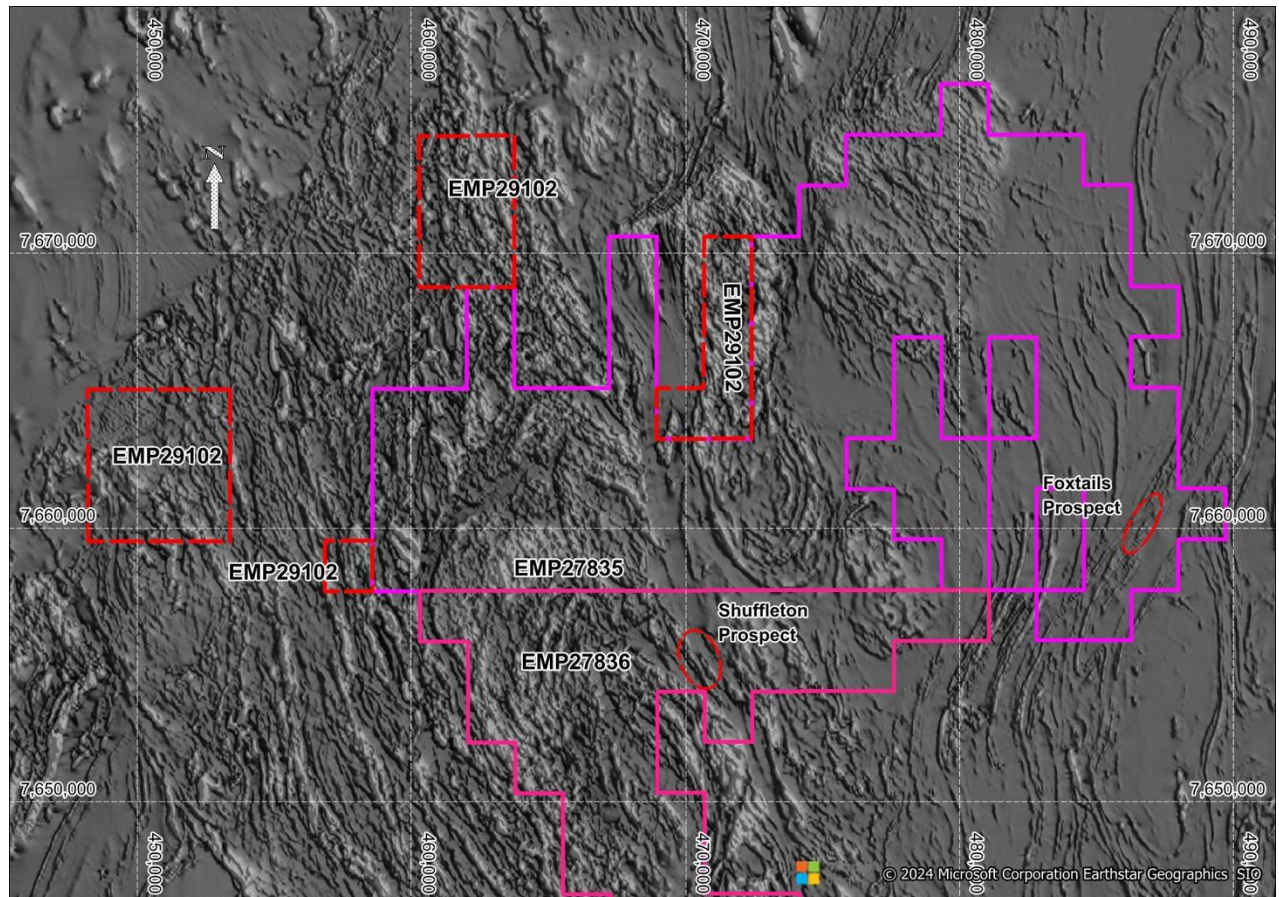 450,000
460,000
470,000
480,000
490,000
N
EMP29102
7,670,000
7,670,000
EMP29102
EMP29102
Foxtails
Prospect
7,660,000
7,660,000
EMP29102
EMP27835
Shuffleton
Prospect
EMP27836
7,650,000
7,650,000
450,000
460,000
470,000
480,000
490,000
© 2024 Microsoft Corporation Earthstar Geographics SIO